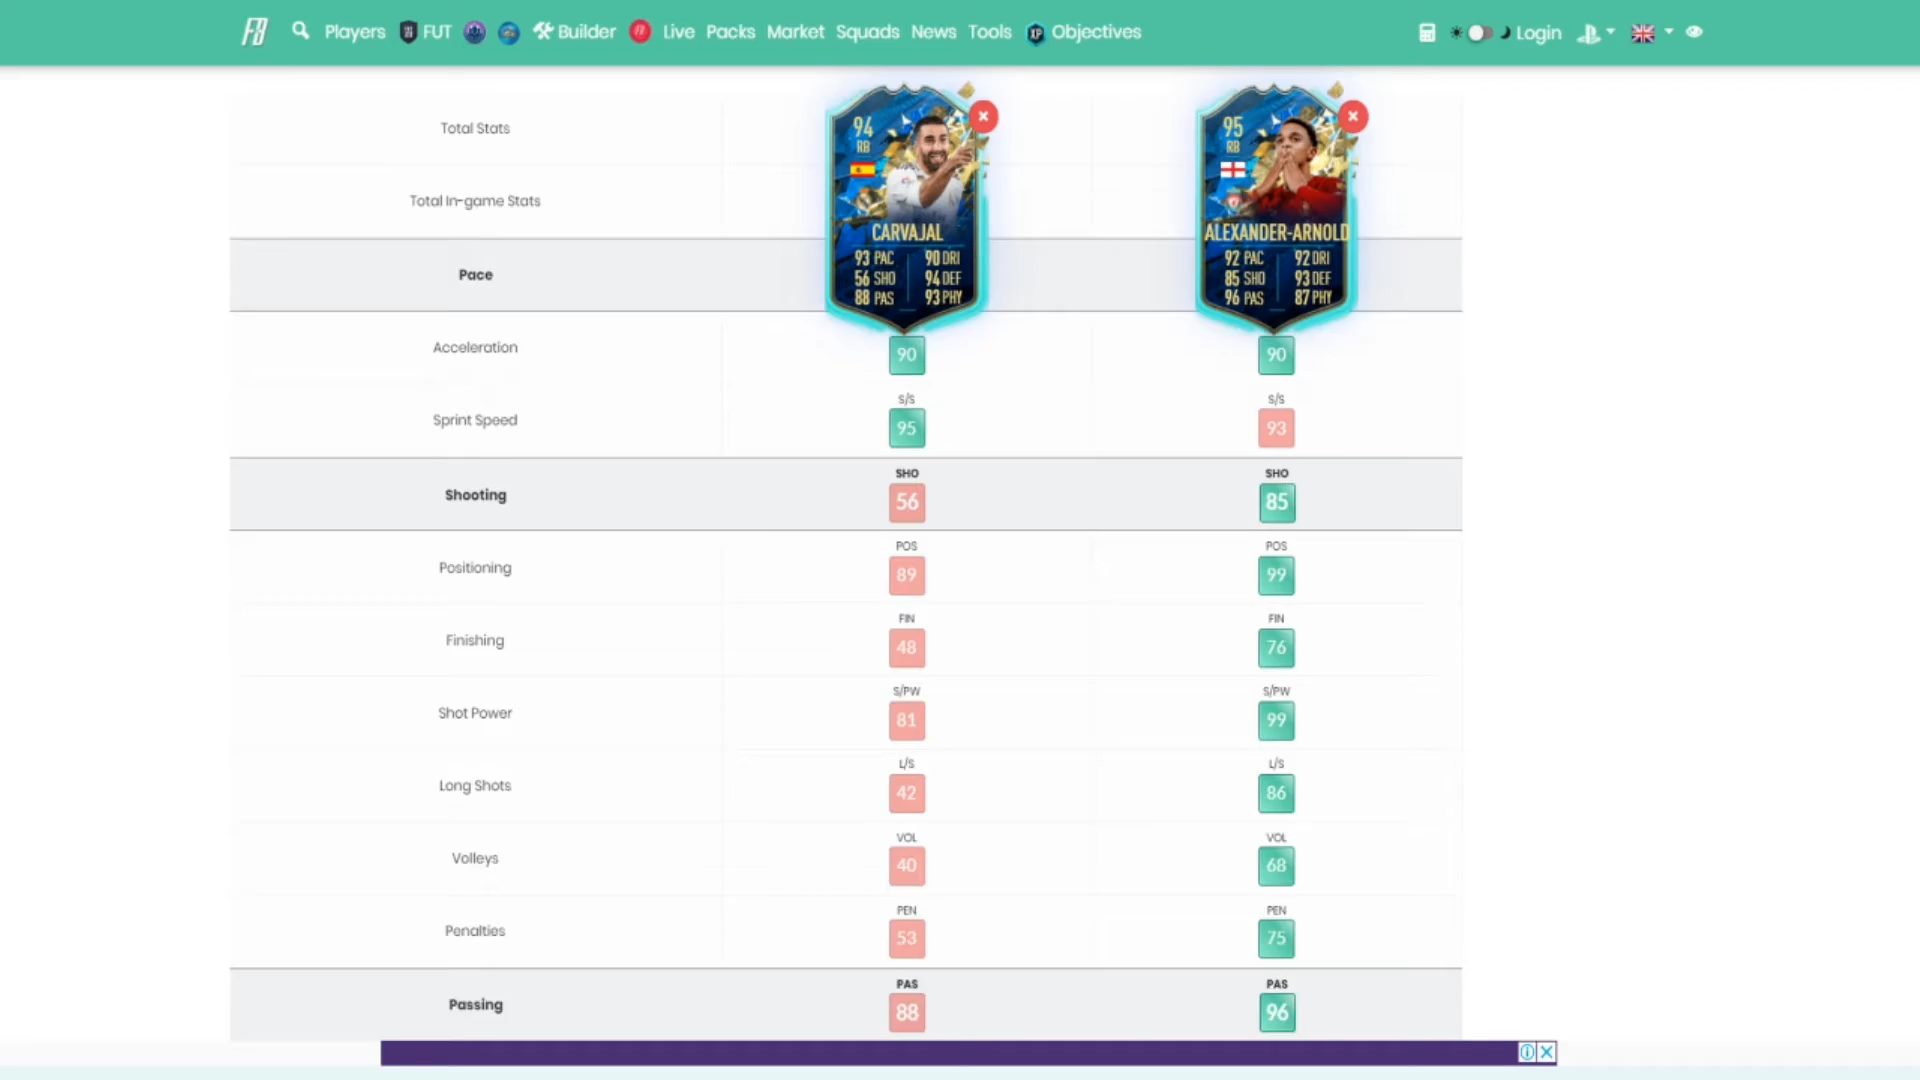 Players FUT Builder Live Packs Market Squads News Tools Objectives Login
Total Stats
Total In-game Stats
94
RB
CARVAJAL
93 PAC 90 DRI
56 SHO 94 DEF
88 PAS 93 PHY
95
RB
ALEXANDER-ARNOLD
92 PAC 92 DRI
85 SHO 93 DEF
96 PAS 87 PHY
Pace
Acceleration 90 90
S/S S/S
Sprint Speed 95 93
SHO SHO
Shooting 56 85
POS POS
Positioning 89 99
FIN FIN
Finishing 48 76
S/PW S/PW
Shot Power 81 99
L/S L/S
Long Shots 42 86
VOL VOL
Volleys 40 68
PEN PEN
Penalties 53 75
PAS PAS
Passing 88 96